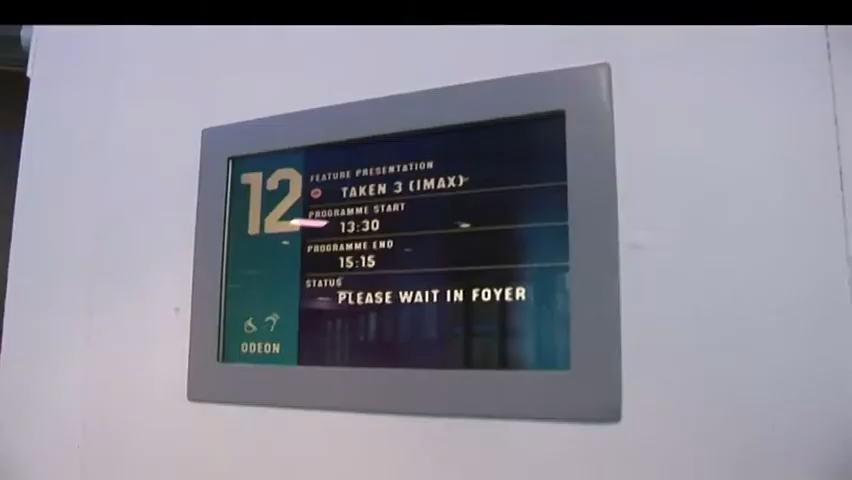 12
FEATURE PRESENTATION
TAKEN 3 (IMAX)
PROGRAMME START
13:30
PROGRAMME END
15:15
STATUS
PLEASE WAIT IN FOYER
ODEON